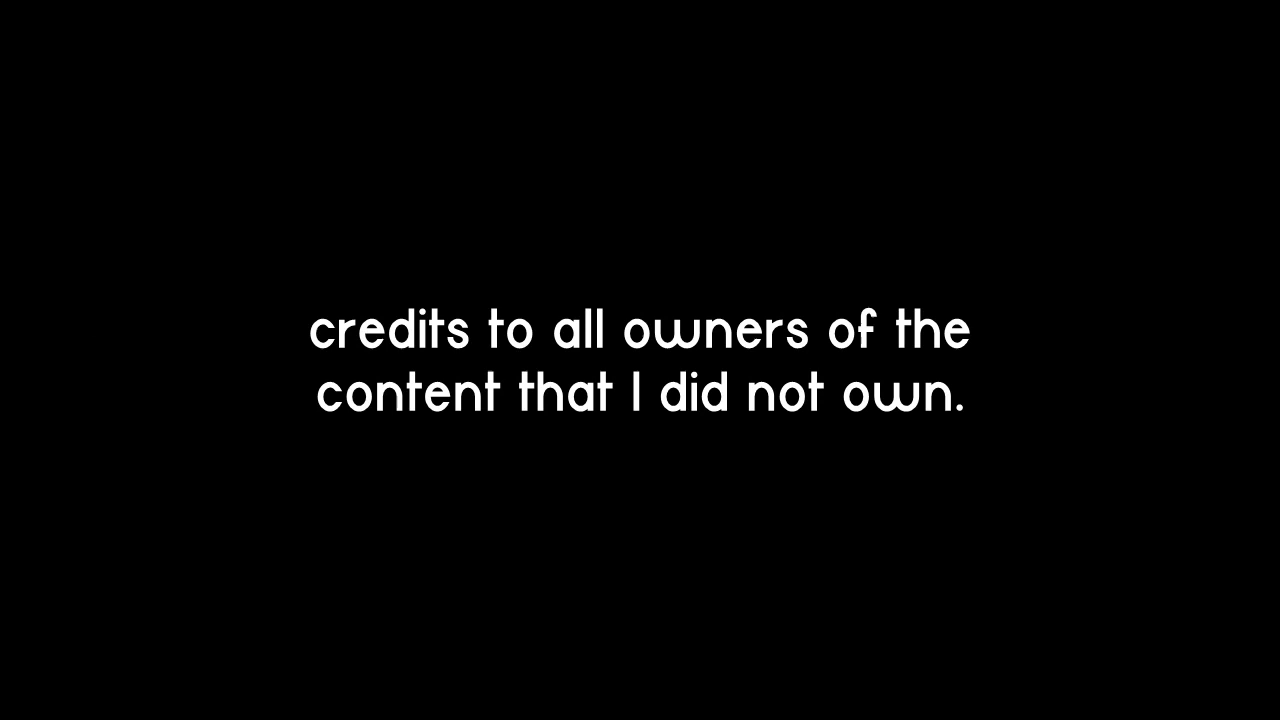 credits to all owners of the
content that I did not own.